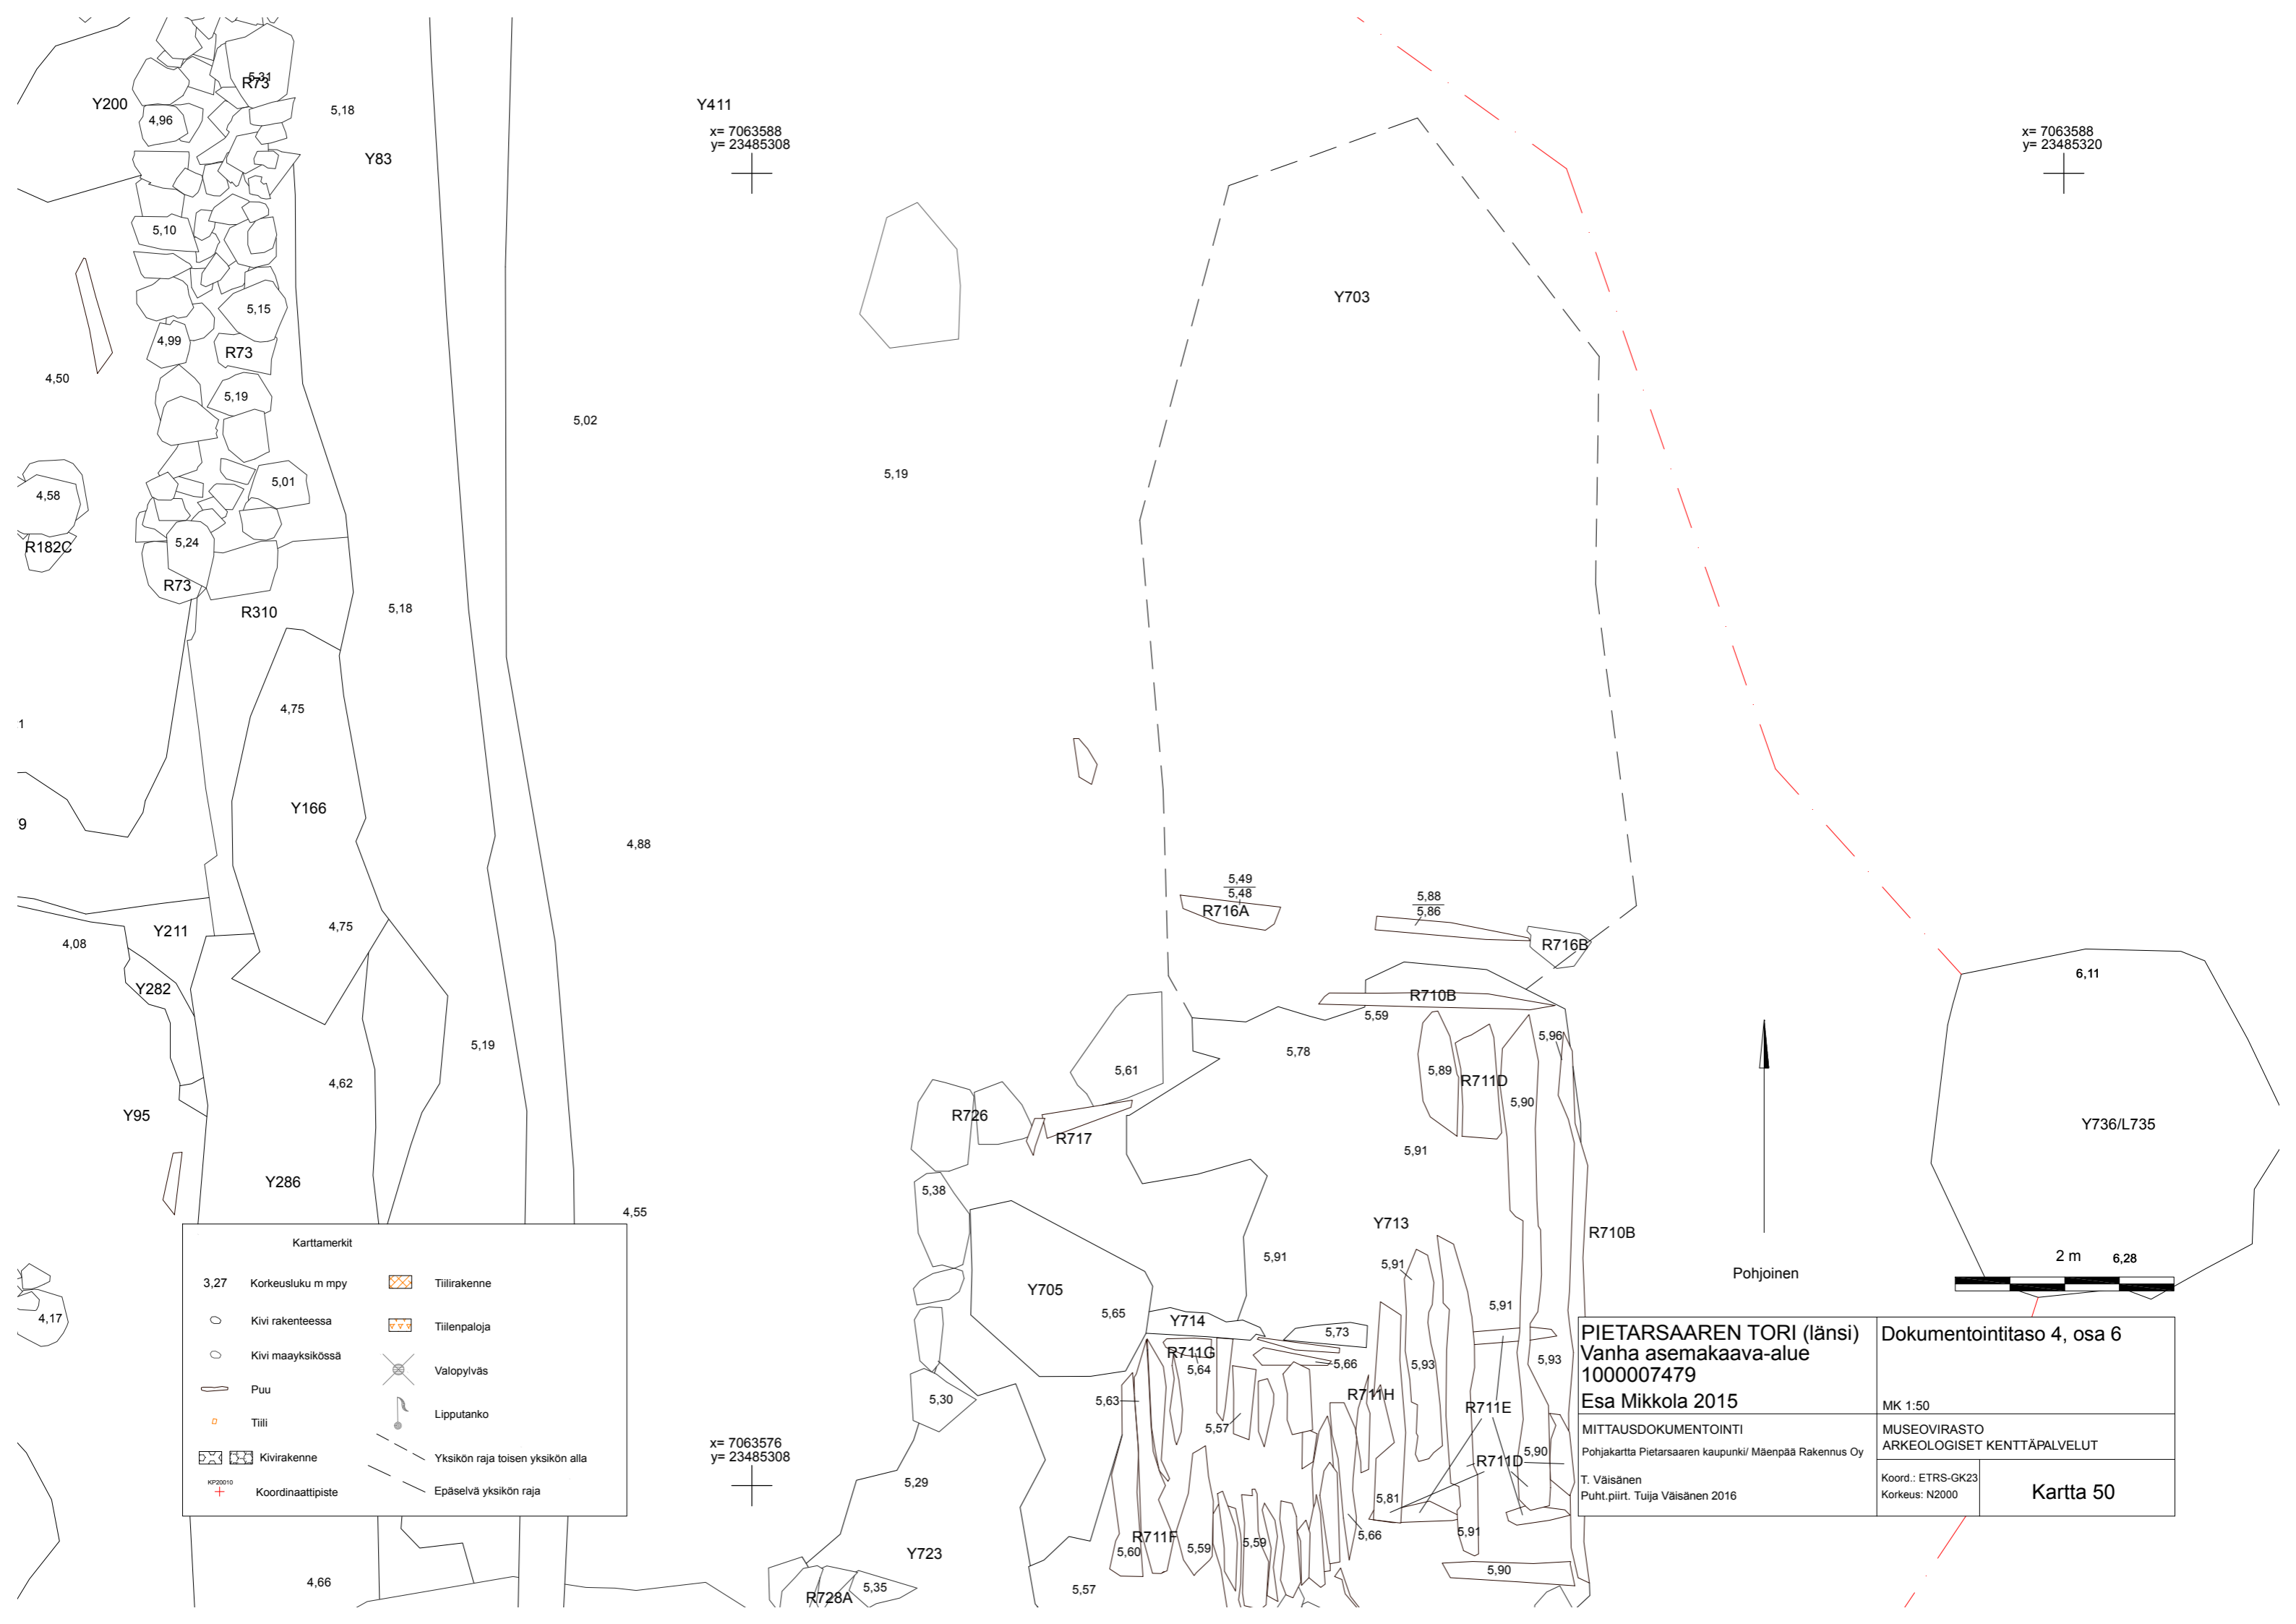 5,31
R73
Y200
4,96
5,18
Y411
x= 7063588
y= 23485308
x= 7063588
y= 23485320
Y83
5,10
Y703
5,15
4,99
R73
4,50
5,19
5,02
5,19
5,01
4,58
5,24
R182C
R73
R310
5,18
4,75
1
Y166
9
4,88
5,49
5,48
R716A
5,88
5,86
4,75
Y211
4,08
R716B
6,11
Y282
R710B
5,59
5,96
5,19
5,78
5,61
5,89
R711D
4,62
5,90
Y95
R726
R717
Y736/L735
5,91
Y286
5,38
4,55
Y713
R710B
5,91
5,91
2 m
6,28
Pohjoinen
Y705
5,65
Y714
5,91
4,17
5,73
R711G
5,64
5,66
5,93
5,93
R711H
5,63
5,30
R711E
5,57
5,90
R711D
5,29
5,81
5,66
5,91
R711F
5,60
5,59
5,59
Y723
5,90
4,66
5,35
5,57
R728A
x= 7063576
y= 23485308
Karttamerkit
3,27 Korkeusluku m mpy
Kivi rakenteessa
Kivi maayksikössä
Puu
Tiili
Kivirakenne
KP20010
Koordinaattipiste
Tiilirakenne
Tiilenpaloja
Valopylväs
Lipputanko
Yksikön raja toisen yksikön alla
Epäselvä yksikön raja
PIETARSAAREN TORI (länsi)
Vanha asemakaava-alue
1000007479
Esa Mikkola 2015
Dokumentointitaso 4, osa 6
MK 1:50
MITTAUSDOKUMENTOINTI
Pohjakartta Pietarsaaren kaupunki/ Mäenpää Rakennus Oy
T. Väisänen
Puht.piirt. Tuija Väisänen 2016
MUSEOVIRASTO
ARKEOLOGISET KENTTÄPALVELUT
Koord.: ETRS-GK23
Korkeus: N2000
Kartta 50